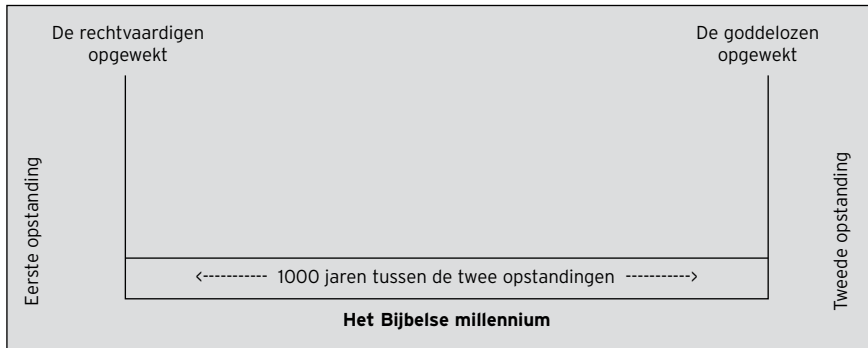 De rechtvaardigen
opgewekt
De goddelozen
opgewekt
Eerste opstanding
Tweede opstanding
<----------- 1000 jaren tussen de twee opstandingen ----------->
Het Bijbelse millennium